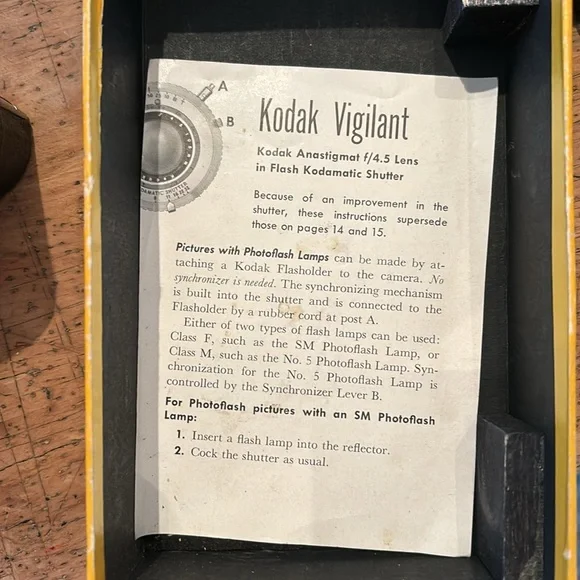 A
B
Kodak Vigilant
Kodak Anastigmat f/4.5 Lens
in Flash Kodamatic Shutter
Because of an improvement in the
shutter, these instructions supersede
those on pages 14 and 15.
Pictures with Photoflash Lamps can be made by at-
taching a Kodak Flasholder to the camera. No
synchronizer is needed. The synchronizing mechanism
is built into the shutter and is connected to the
Flasholder by a rubber cord at post A.
Either of two types of flash lamps can be used:
Class F, such as the SM Photoflash Lamp, or
Class M, such as the No. 5 Photoflash Lamp. Syn-
chronization for the No. 5 Photoflash Lamp is
controlled by the Synchronizer Lever B.
For Photoflash pictures with an SM Photoflash
Lamp:
1. Insert a flash lamp into the reflector.
2. Cock the shutter as usual.